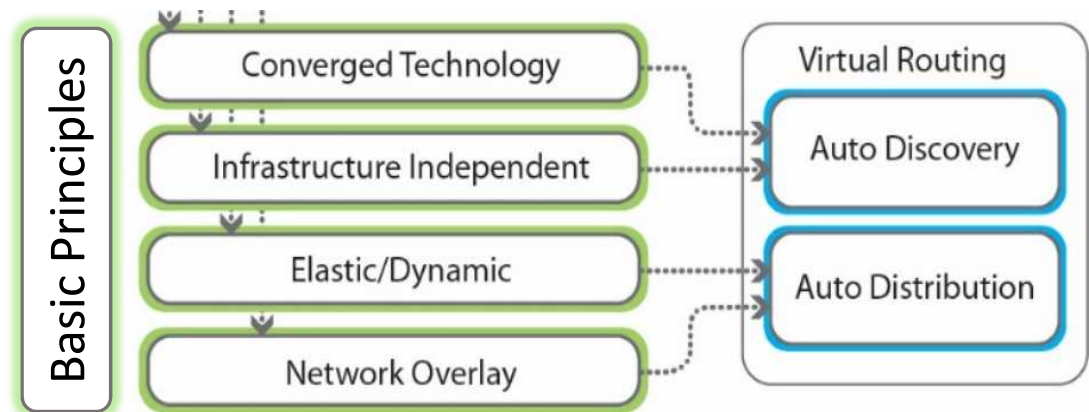 Basic Principles
Converged Technology
Infrastructure Independent
Elastic/Dynamic
Network Overlay
Virtual Routing
Auto Discovery
Auto Distribution